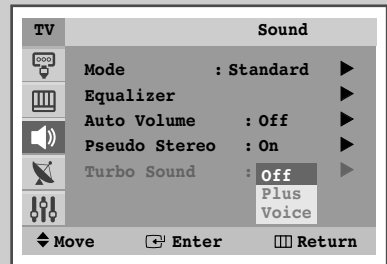 TV Sound
Mode : Standard ▶
Equalizer ▶
Auto Volume : Off ▶
Pseudo Stereo : On ▶
Turbo Sound : Off ▶
Plus
Voice
Move Enter Return